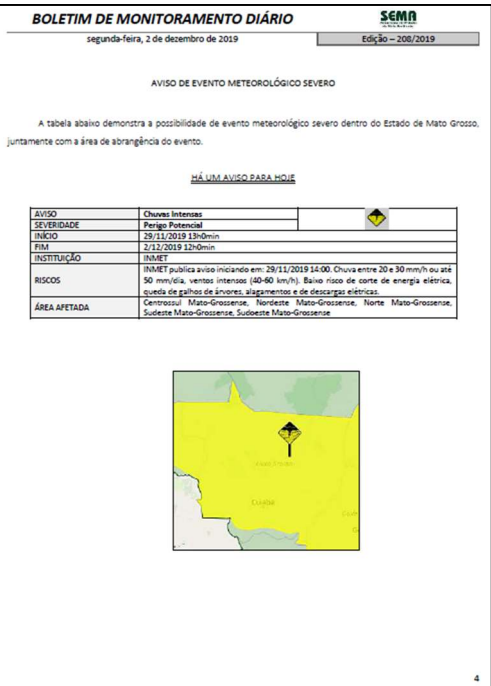 BOLETIM DE MONITORAMENTO DIÁRIO
SEMA
segunda-feira, 2 de dezembro de 2019
Edição – 208/2019
AVISO DE EVENTO METEOROLÓGICO SEVERO
A tabela abaixo demonstra a possibilidade de evento meteorológico severo dentro do Estado de Mato Grosso,
juntamente com a área de abrangência do evento.
HÁ UM AVISO PARA HOJE
AVISO Chuvas Intensas
SEVERIDADE Perigo Potencial
INÍCIO 29/11/2019 13h0min
FIM 2/12/2019 12h0min
INSTITUIÇÃO INMET
RISCOS INMET publica aviso iniciando em: 29/11/2019 14:00. Chuva entre 20 e 30 mm/h ou até
50 mm/dia, ventos intensos (40-60 km/h). Baixo risco de corte de energia elétrica,
queda de galhos de árvores, alagamentos e de descargas elétricas.
ÁREA AFETADA Centrossul Mato-Grossense, Nordeste Mato-Grossense, Norte Mato-Grossense,
Sudeste Mato-Grossense, Sudoeste Mato-Grossense
Mato Grosso
Cuiabá
4